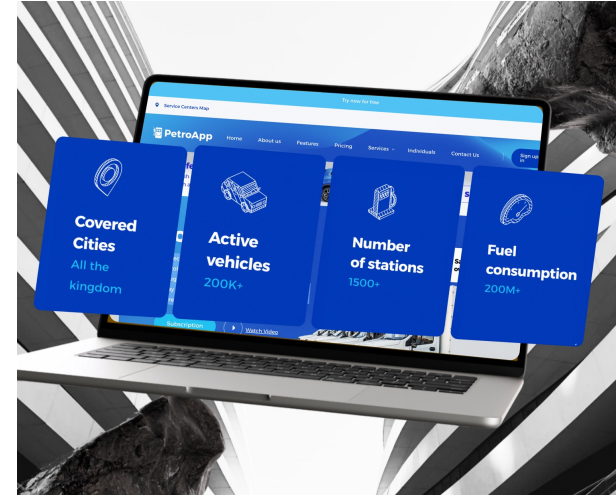 Try now for free
Service Centers Map
PetroApp
Home
About us
Features
Pricing
Services
Individuals
Contact Us
Sign up
in
Covered
Cities
All the
kingdom
Active
vehicles
200K+
Number
of stations
1500+
Fuel
consumption
200M+
Subscription
Watch Video